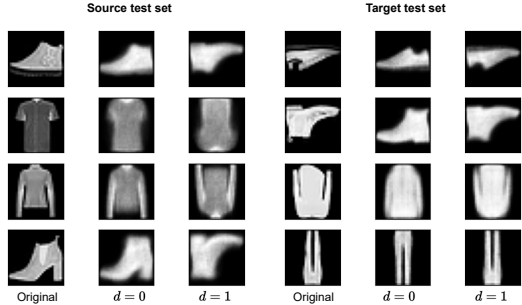 Source test set
Target test set
Original d = 0 d = 1
Original d = 0 d = 1